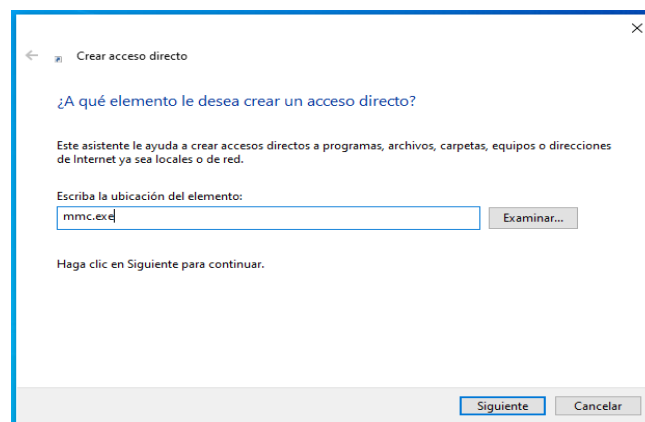 Crear acceso directo
¿A qué elemento le desea crear un acceso directo?
Este asistente le ayuda a crear accesos directos a programas, archivos, carpetas, equipos o direcciones
de Internet ya sea locales o de red.
Escriba la ubicación del elemento:
mmc.exe
Examinar...
Haga clic en Siguiente para continuar.
Siguiente
Cancelar